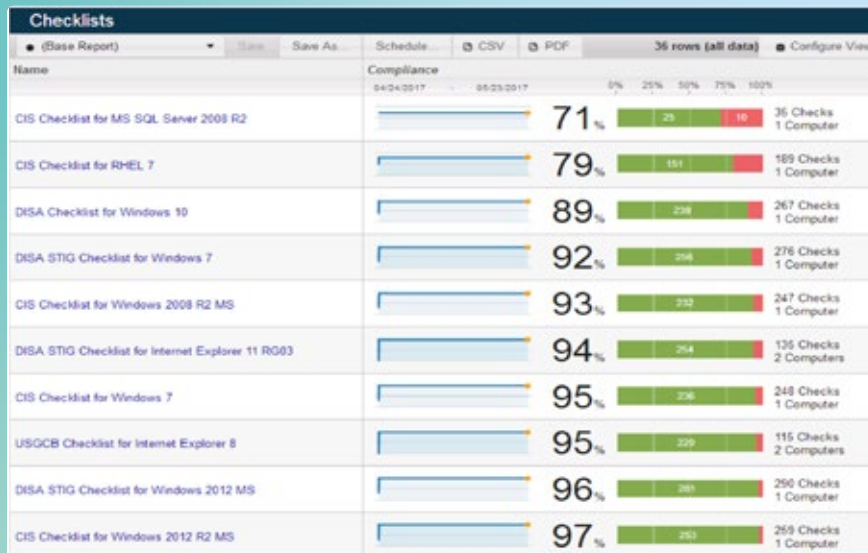 Checklists
(Base Report) Save Save As... Schedule... CSV PDF 36 rows (all data) Configure View
Name Compliance
04/24/2017 - 05/23/2017 0% 25% 50% 75% 100%
CIS Checklist for MS SQL Server 2008 R2 71% 25 10 35 Checks
1 Computer
CIS Checklist for RHEL 7 79% 151 189 Checks
1 Computer
DISA Checklist for Windows 10 89% 267 Checks
1 Computer
DISA STIG Checklist for Windows 7 92% 276 Checks
1 Computer
CIS Checklist for Windows 2008 R2 MS 93% 232 247 Checks
1 Computer
DISA STIG Checklist for Internet Explorer 11 RG03 94% 254 Checks
2 Computers
CIS Checklist for Windows 7 95% 236 248 Checks
1 Computer
USGCB Checklist for Internet Explorer 8 95% 115 Checks
2 Computers
DISA STIG Checklist for Windows 2012 MS 96% 290 Checks
1 Computer
CIS Checklist for Windows 2012 R2 MS 97% 253 Checks
1 Computer